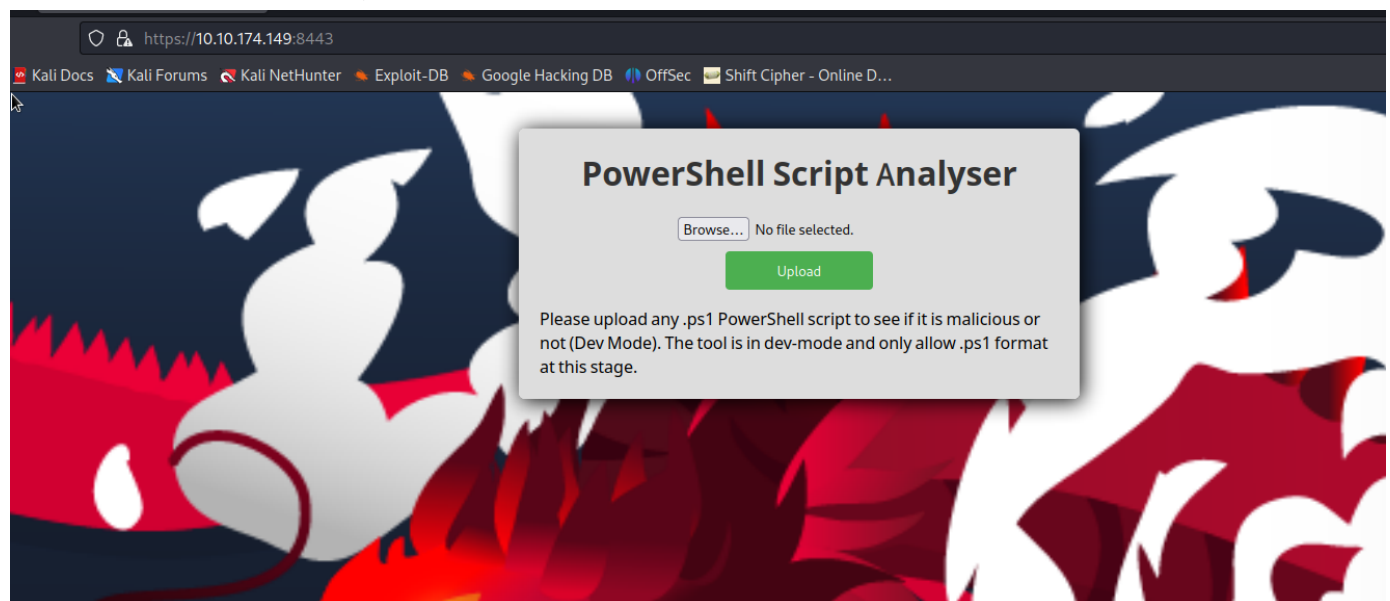 https://10.10.174.149:8443
Kali Docs Kali Forums Kali NetHunter Exploit-DB Google Hacking DB OffSec Shift Cipher - Online D...
PowerShell Script Analyser
Browse... No file selected.
Upload
Please upload any .ps1 PowerShell script to see if it is malicious or
not (Dev Mode). The tool is in dev-mode and only allow .ps1 format
at this stage.